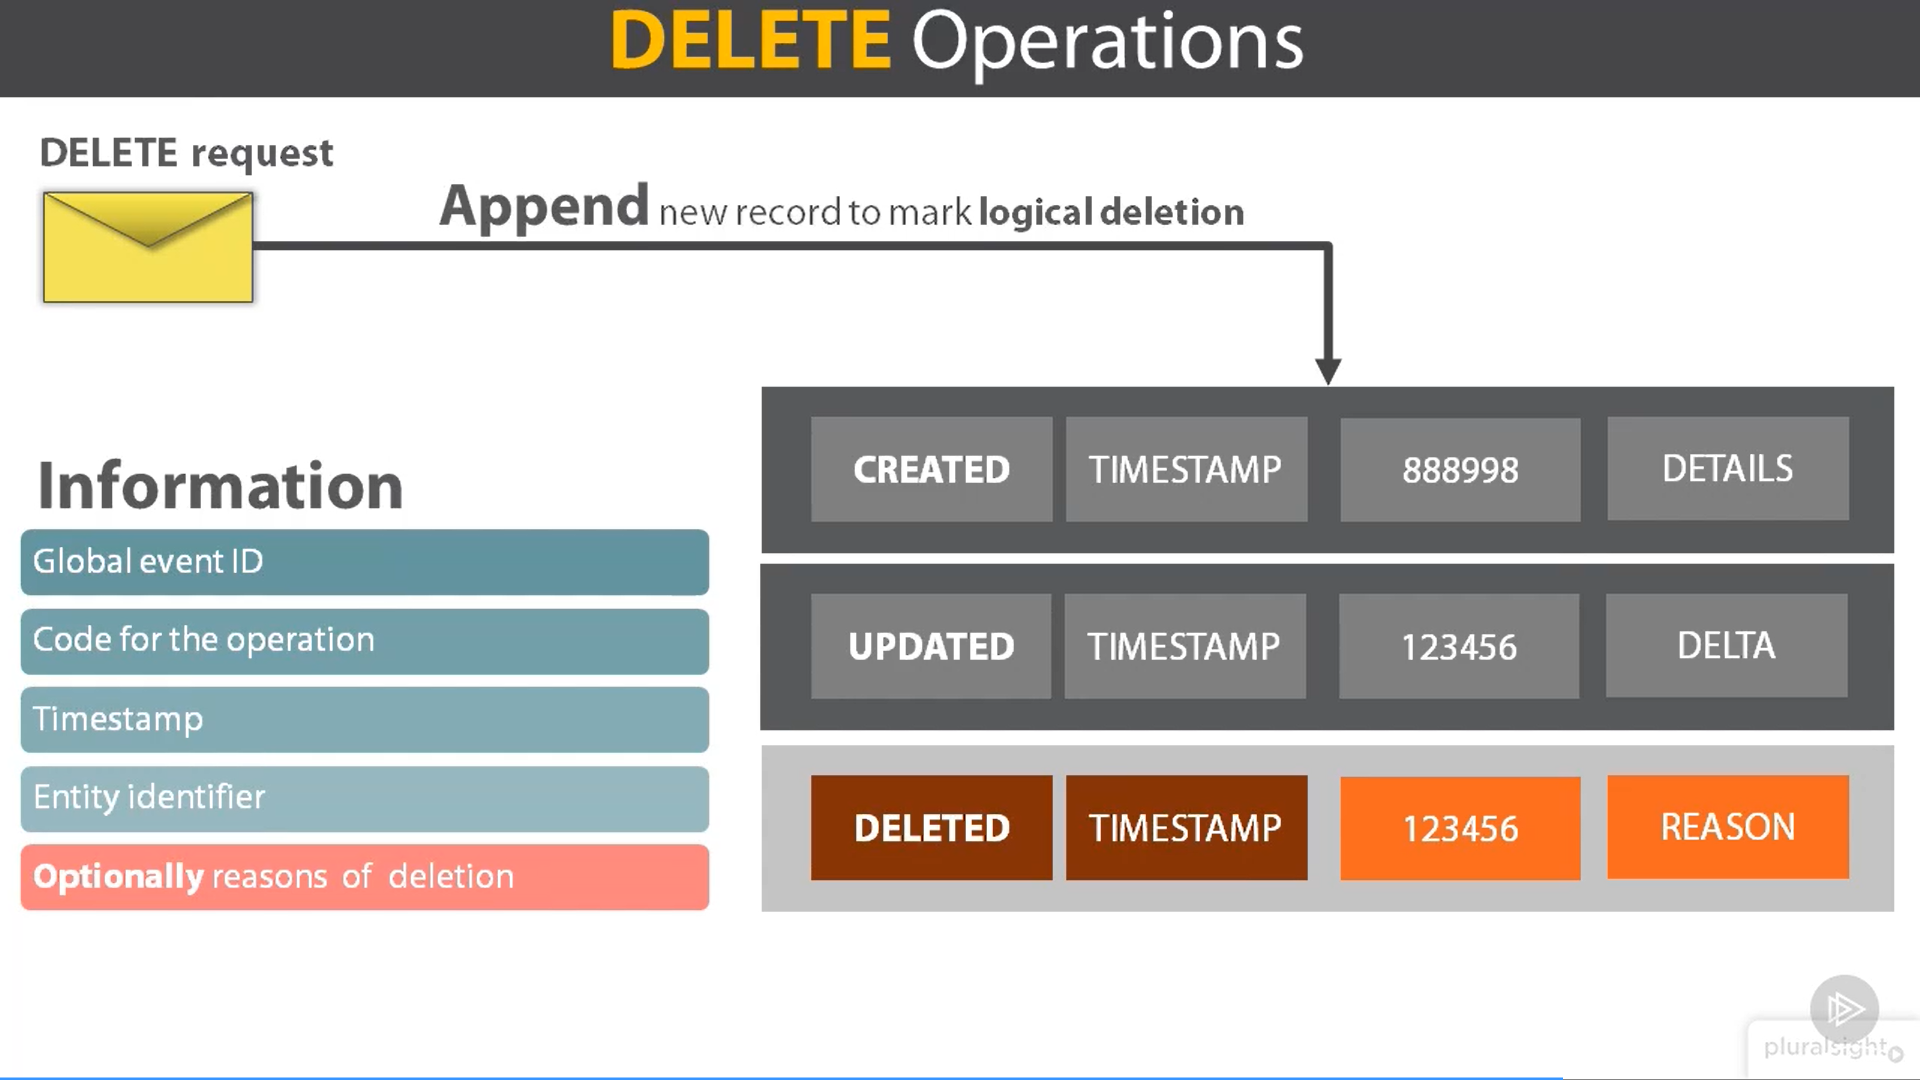 DELETE Operations
DELETE request
Append new record to mark logical deletion
Information
Global event ID
Code for the operation
Timestamp
Entity identifier
Optionally reasons of deletion
CREATED TIMESTAMP 888998 DETAILS
UPDATED TIMESTAMP 123456 DELTA
DELETED TIMESTAMP 123456 REASON
pluralsight